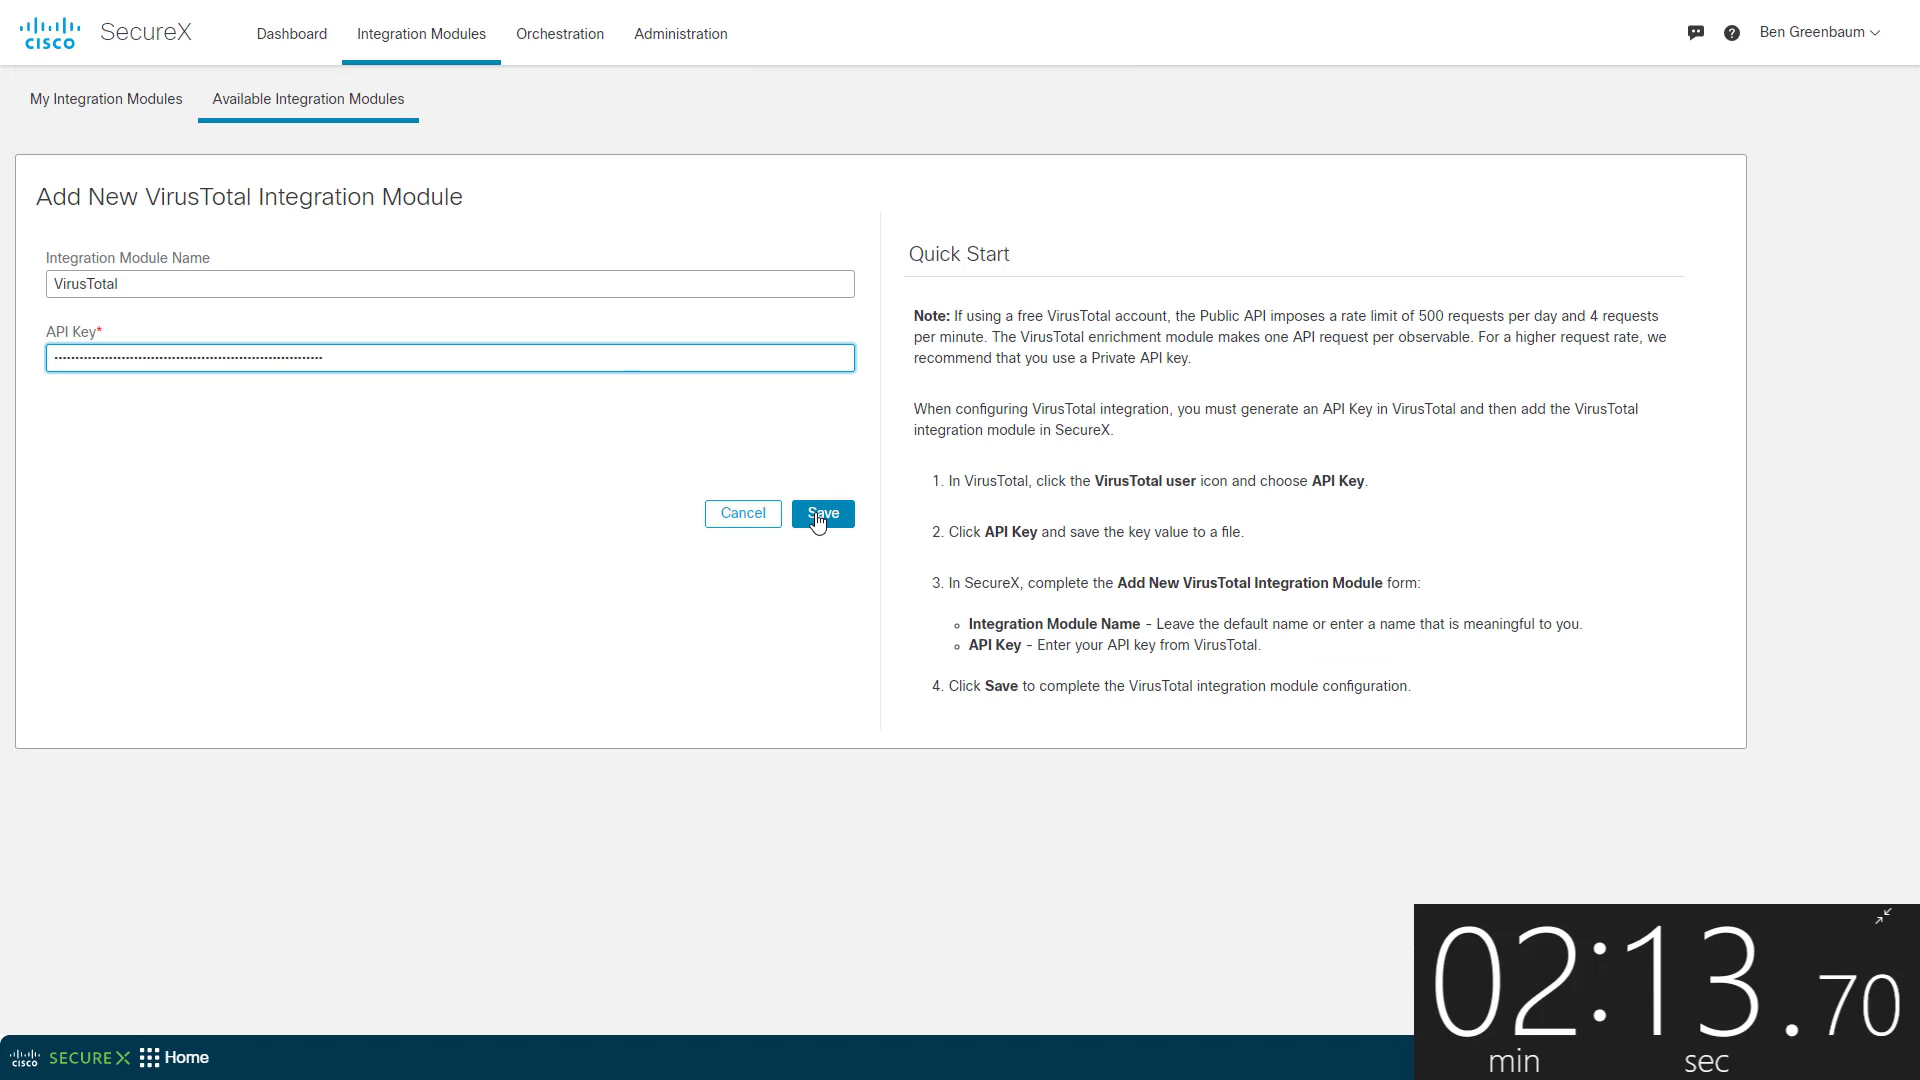 CISCO SecureX Dashboard Integration Modules Orchestration Administration Ben Greenbaum
My Integration Modules Available Integration Modules
Add New VirusTotal Integration Module
Integration Module Name
VirusTotal
API Key*
Cancel Save
Quick Start
Note: If using a free VirusTotal account, the Public API imposes a rate limit of 500 requests per day and 4 requests
per minute. The VirusTotal enrichment module makes one API request per observable. For a higher request rate, we
recommend that you use a Private API key.
When configuring VirusTotal integration, you must generate an API Key in VirusTotal and then add the VirusTotal
integration module in SecureX.
1. In VirusTotal, click the VirusTotal user icon and choose API Key.
2. Click API Key and save the key value to a file.
3. In SecureX, complete the Add New VirusTotal Integration Module form:
Integration Module Name - Leave the default name or enter a name that is meaningful to you.
API Key - Enter your API key from VirusTotal.
4. Click Save to complete the VirusTotal integration module configuration.
02:13.70
min sec
CISCO SECUREX Home